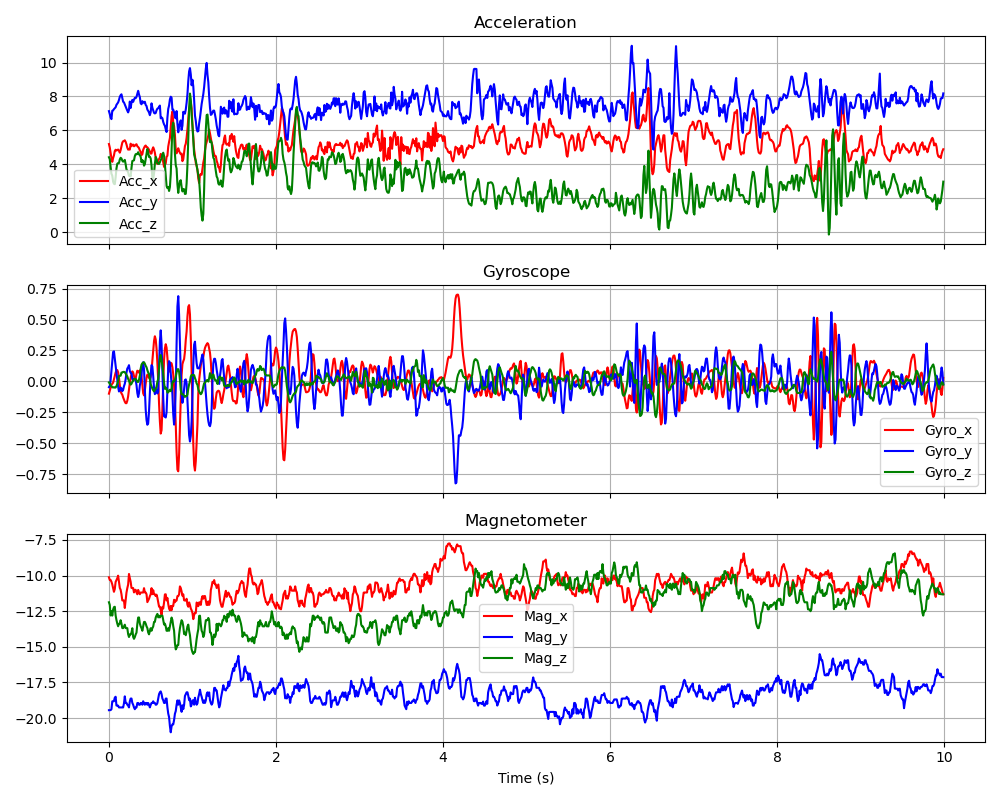 Acceleration
10
8
6
4
2
0
Acc_x
Acc_y
Acc_z
Gyroscope
0.75
0.50
0.25
0.00
−0.25
−0.50
−0.75
Gyro_x
Gyro_y
Gyro_z
Magnetometer
−7.5
−10.0
−12.5
−15.0
−17.5
−20.0
Mag_x
Mag_y
Mag_z
0 2 4 6 8 10
Time (s)